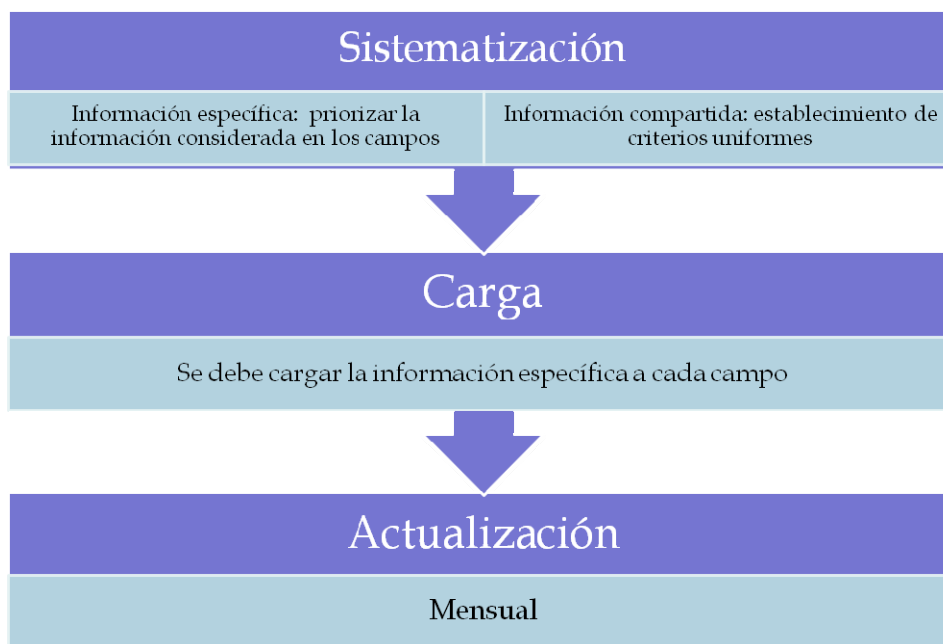 Sistematización
Información específica: priorizar la
información considerada en los campos
Información compartida: establecimiento de
criterios uniformes
Carga
Se debe cargar la información específica a cada campo
Actualización
Mensual